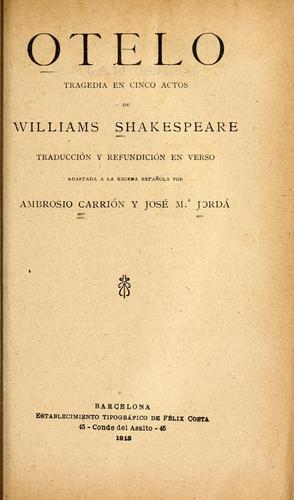 OTELO
TRAGEDIA EN CINCO ACTOS
DE
WILLIAMS SHAKESPEARE
TRADUCCIÓN Y REFUNDICIÓN EN VERSO
ADAPTADA A LA ESCENA ESPAÑOLA POR
AMBROSIO CARRIÓN Y JOSÉ M.ª JORDÁ
BARCELONA
ESTABLECIMIENTO TIPOGRÁFICO DE FÉLIX COSTA
45 - Conde del Asalto - 45
1913